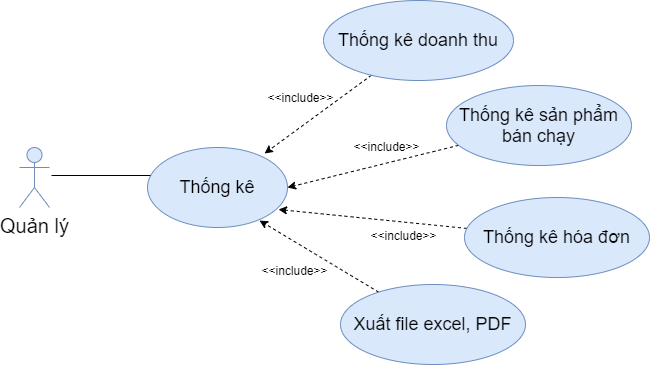 Thống kê doanh thu
<<include>>
Thống kê sản phẩm
bán chạy
<<include>>
Thống kê
Quản lý
Thống kê hóa đơn
<<include>>
<<include>>
Xuất file excel, PDF